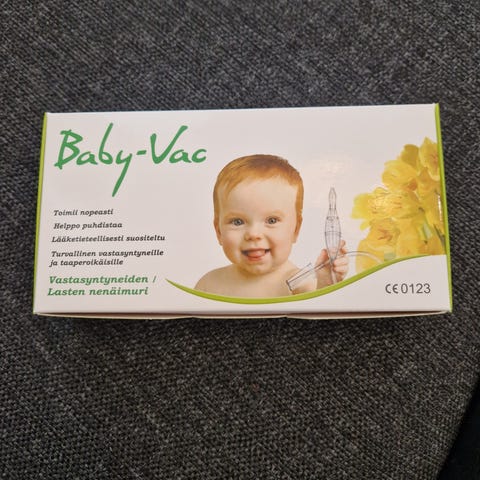 Baby-Vac
Toimii nopeasti
Helppo puhdistaa
Lääketieteellisesti suositeltu
Turvallinen vastasyntyneille
ja taaperoikäisille
Vastasyntyneiden /
Lasten nenäimuri
CE 0123